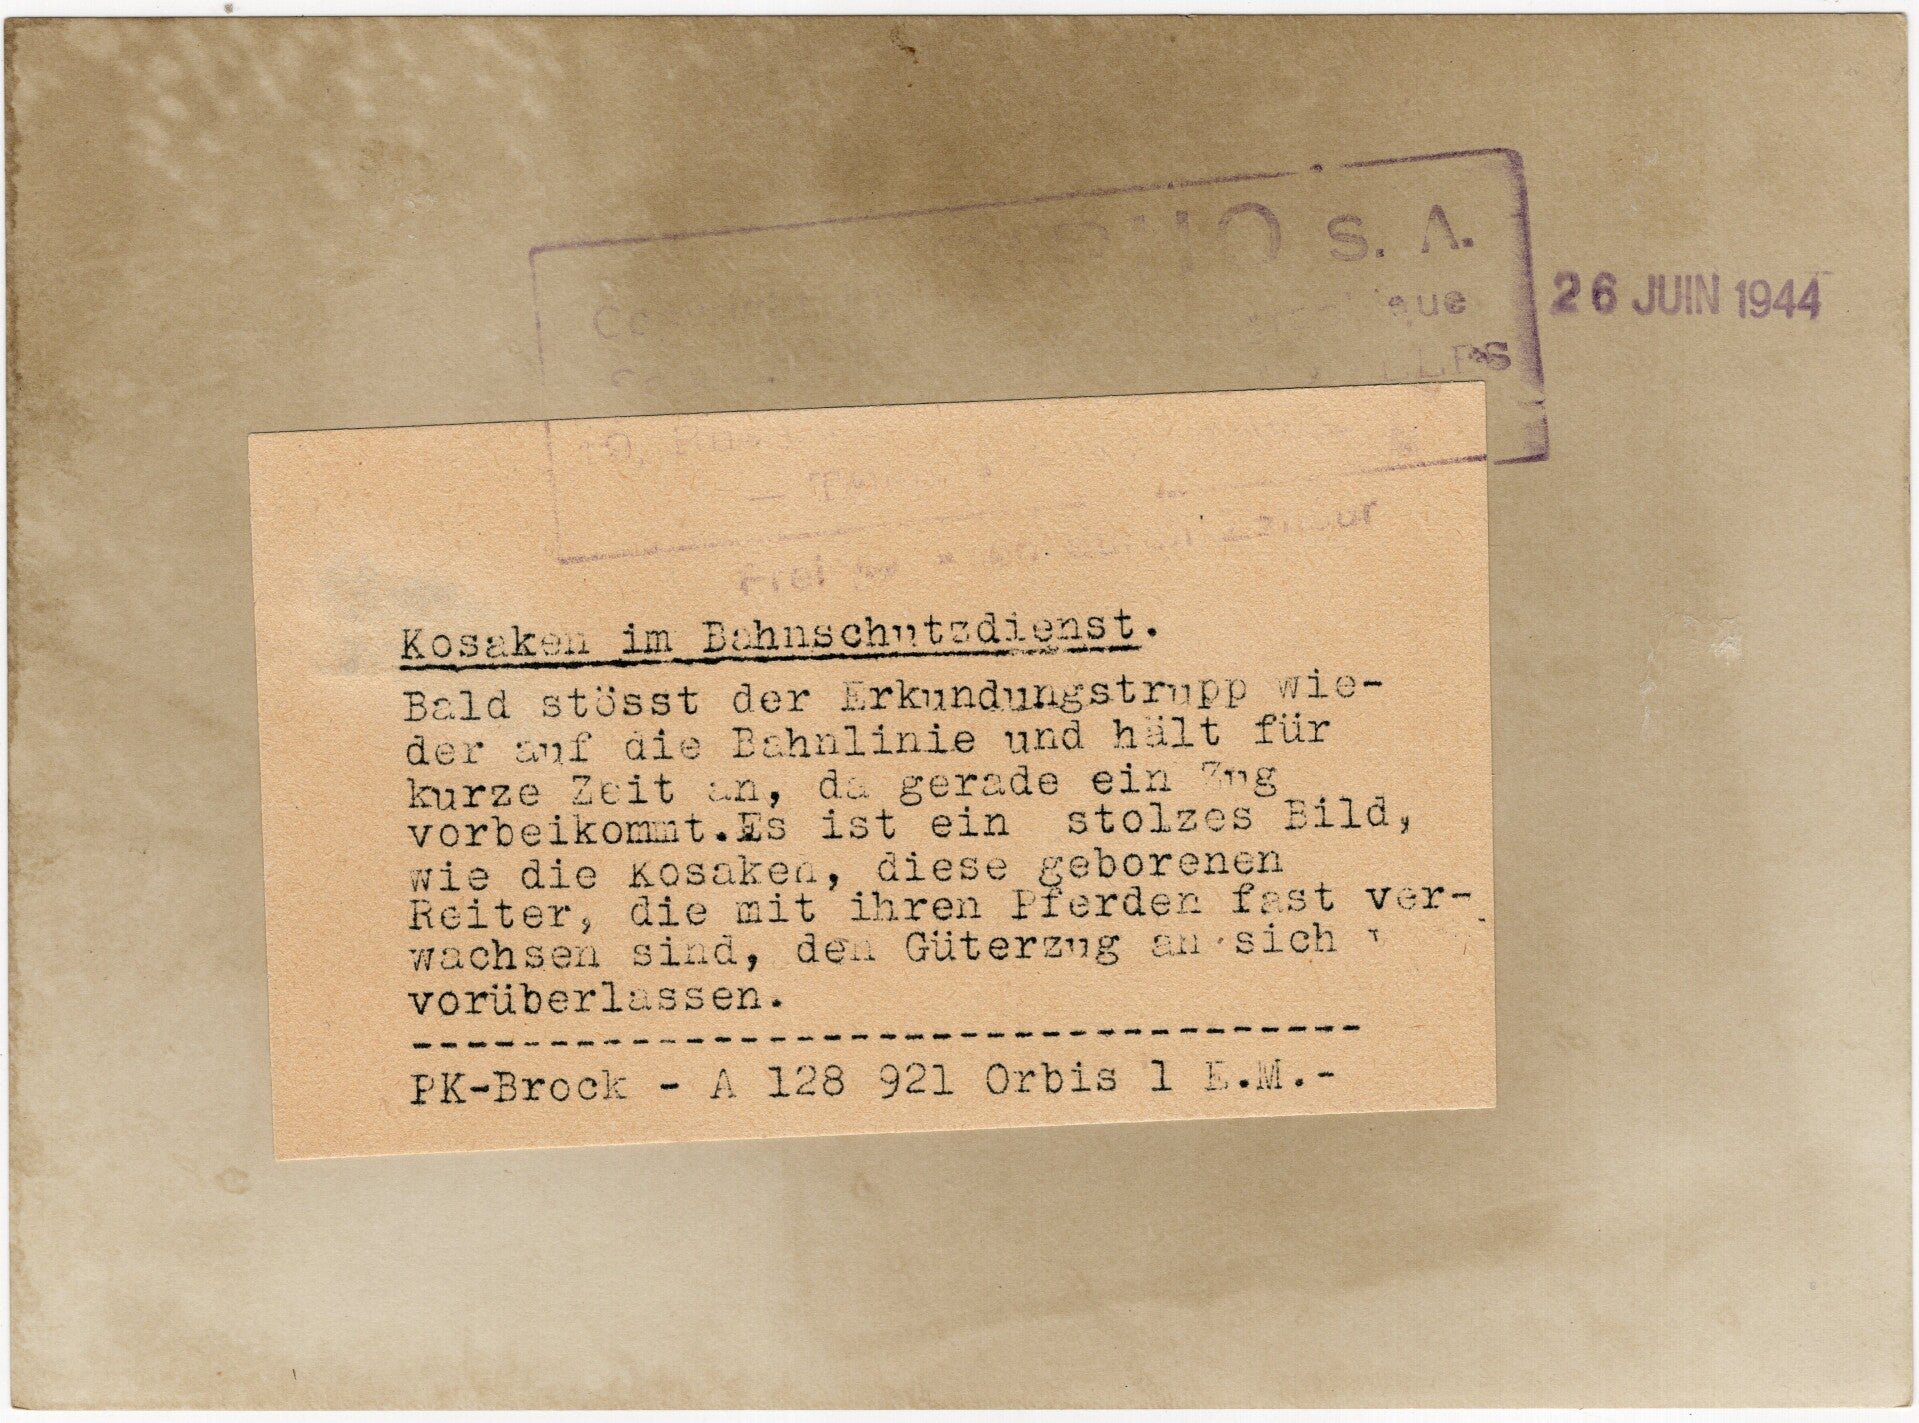 S. A.
26 JUIN 1944
Kosaken im Bahnschutzdienst.
Bald stösst der Erkundungstrupp wie-
der auf die Bahnlinie und hält für
kurze Zeit an, da gerade ein Zug
vorbeikommt.Es ist ein stolzes Bild,
wie die Kosaken, diese geborenen
Reiter, die mit ihren Pferden fast ver-
wachsen sind, den Güterzug an sich
vorüberlassen.
-----------------------------------
PK-Brock - A 128 921 Orbis 1 E.M.-